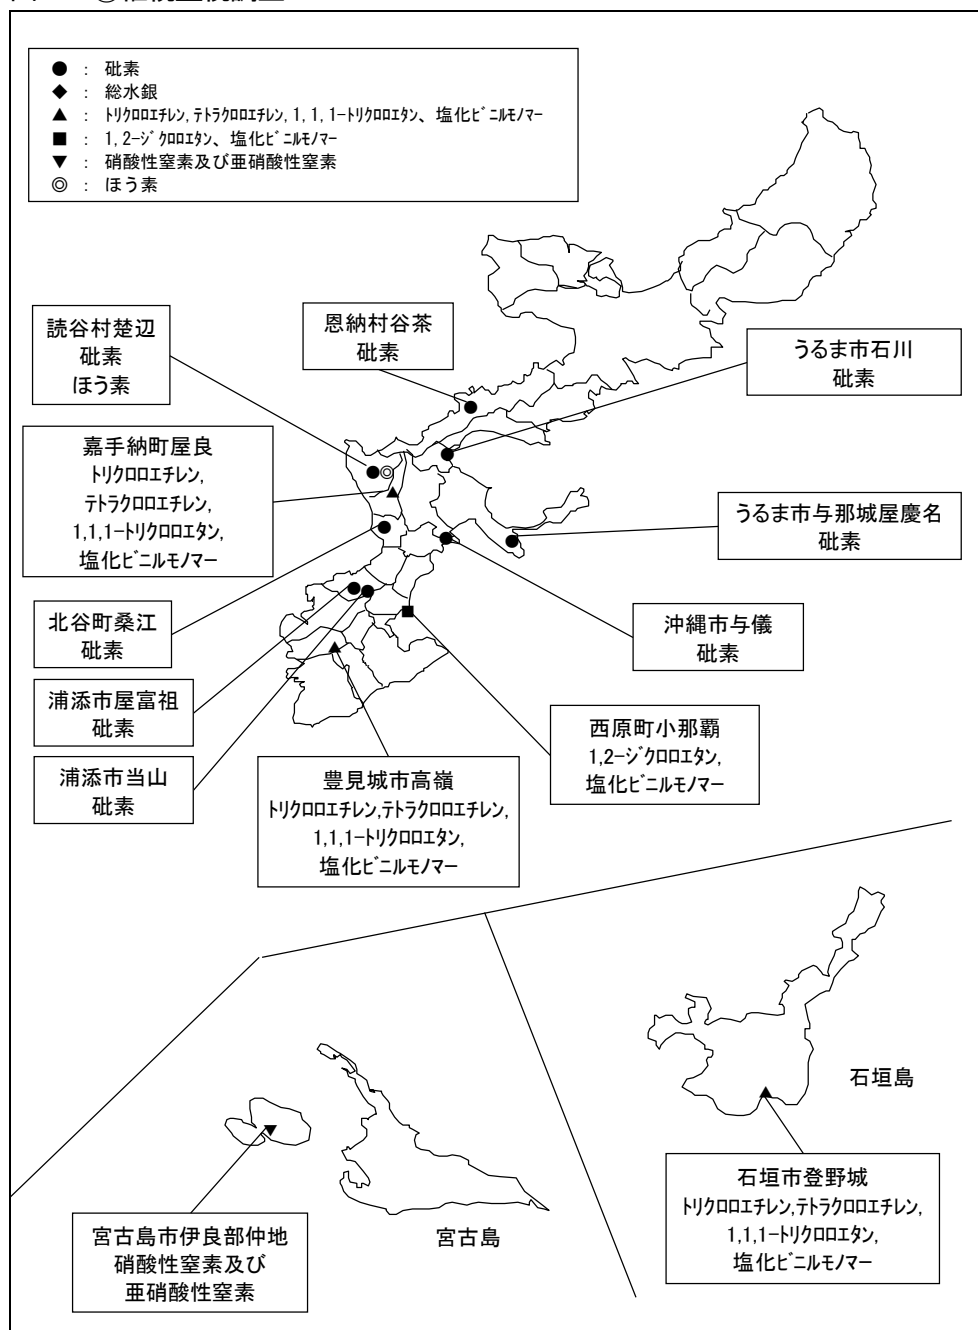 ● ： 砒素
◆ ： 総水銀
▲ ： ﾄﾘｸﾛﾛｴﾁﾚﾝ,ﾃﾄﾗｸﾛﾛｴﾁﾚﾝ,1,1,1-ﾄﾘｸﾛﾛｴﾀﾝ、塩化ﾋﾞﾆﾙﾓﾉﾏｰ
■ ： 1,2-ｼﾞｸﾛﾛｴﾀﾝ、塩化ﾋﾞﾆﾙﾓﾉﾏｰ
▼ ： 硝酸性窒素及び亜硝酸性窒素
◎ ： ほう素
読谷村楚辺
砒素
ほう素
恩納村谷茶
砒素
うるま市石川
砒素
嘉手納町屋良
ﾄﾘｸﾛﾛｴﾁﾚﾝ,
ﾃﾄﾗｸﾛﾛｴﾁﾚﾝ,
1,1,1-ﾄﾘｸﾛﾛｴﾀﾝ,
塩化ﾋﾞﾆﾙﾓﾉﾏｰ
うるま市与那城屋慶名
砒素
北谷町桑江
砒素
沖縄市与儀
砒素
浦添市屋富祖
砒素
西原町小那覇
1,2-ｼﾞｸﾛﾛｴﾀﾝ,
塩化ﾋﾞﾆﾙﾓﾉﾏｰ
浦添市当山
砒素
豊見城市高嶺
ﾄﾘｸﾛﾛｴﾁﾚﾝ,ﾃﾄﾗｸﾛﾛｴﾁﾚﾝ,
1,1,1-ﾄﾘｸﾛﾛｴﾀﾝ,
塩化ﾋﾞﾆﾙﾓﾉﾏｰ
石垣島
石垣市登野城
ﾄﾘｸﾛﾛｴﾁﾚﾝ,ﾃﾄﾗｸﾛﾛｴﾁﾚﾝ,
1,1,1-ﾄﾘｸﾛﾛｴﾀﾝ,
塩化ﾋﾞﾆﾙﾓﾉﾏｰ
宮古島市伊良部仲地
硝酸性窒素及び
亜硝酸性窒素
宮古島